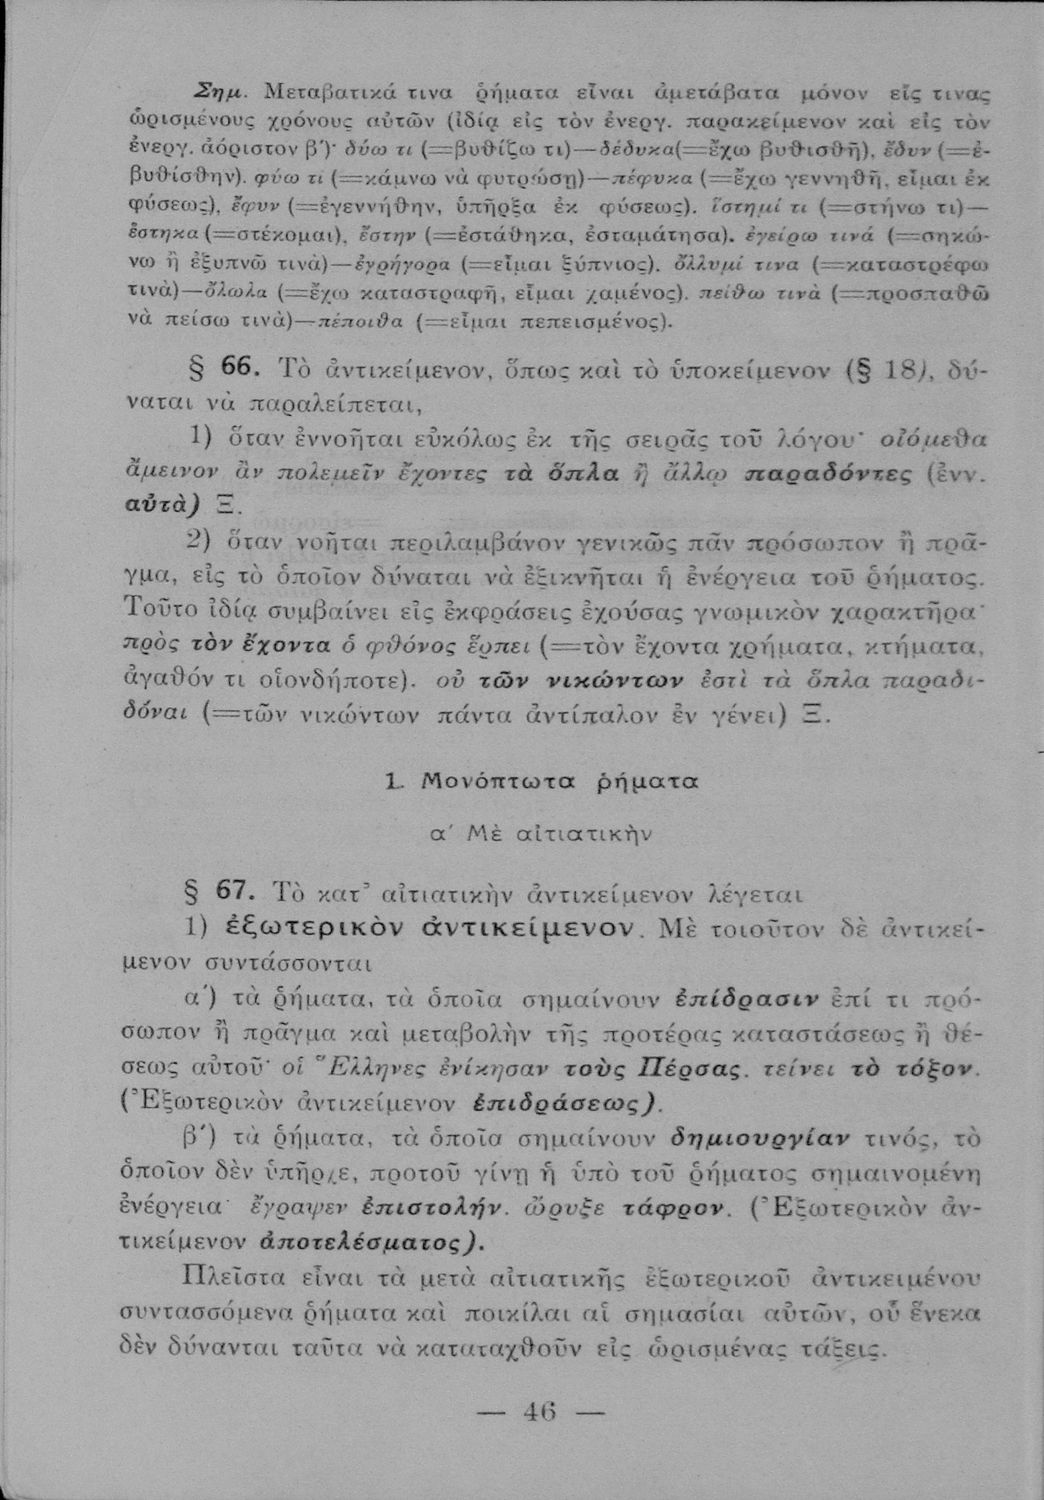 Σημ. Μεταβατικά τινα ῥήματα εἶναι ἀμετάβατα μόνον εἴς τινας
ὡρισμένους χρόνους αὐτῶν (ἰδίᾳ εἰς τὸν ἐνεργ. παρακείμενον καὶ εἰς τὸν
ἐνεργ. ἀόριστον β΄)· δύω τι (=βυθίζω τι)—δέδυκα(=ἔχω βυθισθῆ), ἔδυν (=ἐ-
βυθίσθην). φύω τι (=κάμνω νὰ φυτρώσῃ)—πέφυκα (=ἔχω γεννηθῆ, εἶμαι ἐκ
φύσεως), ἔφυν (=ἐγεννήθην, ὑπῆρξα ἐκ φύσεως). ἵστημί τι (=στήνω τι)—
ἕστηκα (=στέκομαι), ἔστην (=ἐστάθηκα, ἐσταμάτησα). ἐγείρω τινά (=σηκώ-
νω ἢ ἐξυπνῶ τινὰ)—ἐγρήγορα (=εἶμαι ξύπνιος). ὄλλυμί τινα (=καταστρέφω
τινὰ)—ὄλωλα (=ἔχω καταστραφῆ, εἶμαι χαμένος). πείθω τινὰ (=προσπαθῶ
νὰ πείσω τινὰ)—πέποιθα (=εἶμαι πεπεισμένος).
§ 66. Τὸ ἀντικείμενον, ὅπως καὶ τὸ ὑποκείμενον (§ 18), δύ-
ναται νὰ παραλείπεται,
1) ὅταν ἐννοῆται εὐκόλως ἐκ τῆς σειρᾶς τοῦ λόγου· οἰόμεθα
ἄμεινον ἂν πολεμεῖν ἔχοντες τὰ ὅπλα ἢ ἄλλῳ παραδόντες (ἐνν.
αὐτὰ) Ξ.
2) ὅταν νοῆται περιλαμβάνον γενικῶς πᾶν πρόσωπον ἢ πρᾶ-
γμα, εἰς τὸ ὁποῖον δύναται νὰ ἐξικνῆται ἡ ἐνέργεια τοῦ ῥήματος.
Τοῦτο ἰδίᾳ συμβαίνει εἰς ἐκφράσεις ἐχούσας γνωμικὸν χαρακτῆρα·
πρὸς τὸν ἔχοντα ὁ φθόνος ἕρπει (=τὸν ἔχοντα χρήματα, κτήματα,
ἀγαθόν τι οἱονδήποτε). οὐ τῶν νικώντων ἐστὶ τὰ ὅπλα παραδι-
δόναι (=τῶν νικώντων πάντα ἀντίπαλον ἐν γένει) Ξ.
1. Μονόπτωτα ῥήματα
α΄ Μὲ αἰτιατικὴν
§ 67. Τὸ κατ᾿ αἰτιατικὴν ἀντικείμενον λέγεται
1) ἐξωτερικὸν ἀντικείμενον. Μὲ τοιοῦτον δὲ ἀντικεί-
μενον συντάσσονται
α΄) τὰ ῥήματα, τὰ ὁποῖα σημαίνουν ἐπίδρασιν ἐπί τι πρό-
σωπον ἢ πρᾶγμα καὶ μεταβολὴν τῆς προτέρας καταστάσεως ἢ θέ-
σεως αὐτοῦ· οἱ Ἕλληνες ἐνίκησαν τοὺς Πέρσας. τείνει τὸ τόξον.
(Ἐξωτερικὸν ἀντικείμενον ἐπιδράσεως).
β΄) τὰ ῥήματα, τὰ ὁποῖα σημαίνουν δημιουργίαν τινός, τὸ
ὁποῖον δὲν ὑπῆρχε, προτοῦ γίνῃ ἡ ὑπὸ τοῦ ῥήματος σημαινομένη
ἐνέργεια· ἔγραψεν ἐπιστολήν. ὤρυξε τάφρον. (Ἐξωτερικὸν ἀν-
τικείμενον ἀποτελέσματος).
Πλεῖστα εἶναι τὰ μετὰ αἰτιατικῆς ἐξωτερικοῦ ἀντικειμένου
συντασσόμενα ῥήματα καὶ ποικίλαι αἱ σημασίαι αὐτῶν, οὗ ἕνεκα
δὲν δύνανται ταῦτα νὰ καταταχθοῦν εἰς ὡρισμένας τάξεις.
— 46 —